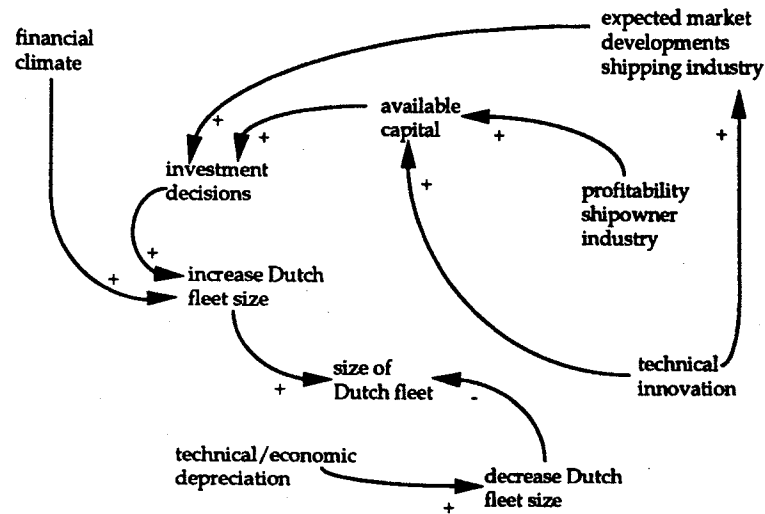 financial
climate
expected market
developments
shipping industry
+
available
capital
+
+
+
investment
decisions
+
profitability
shipowner
industry
+
+
increase Dutch
fleet size
size of
Dutch fleet
+
-
technical
innovation
technical/economic
depreciation
decrease Dutch
fleet size
+